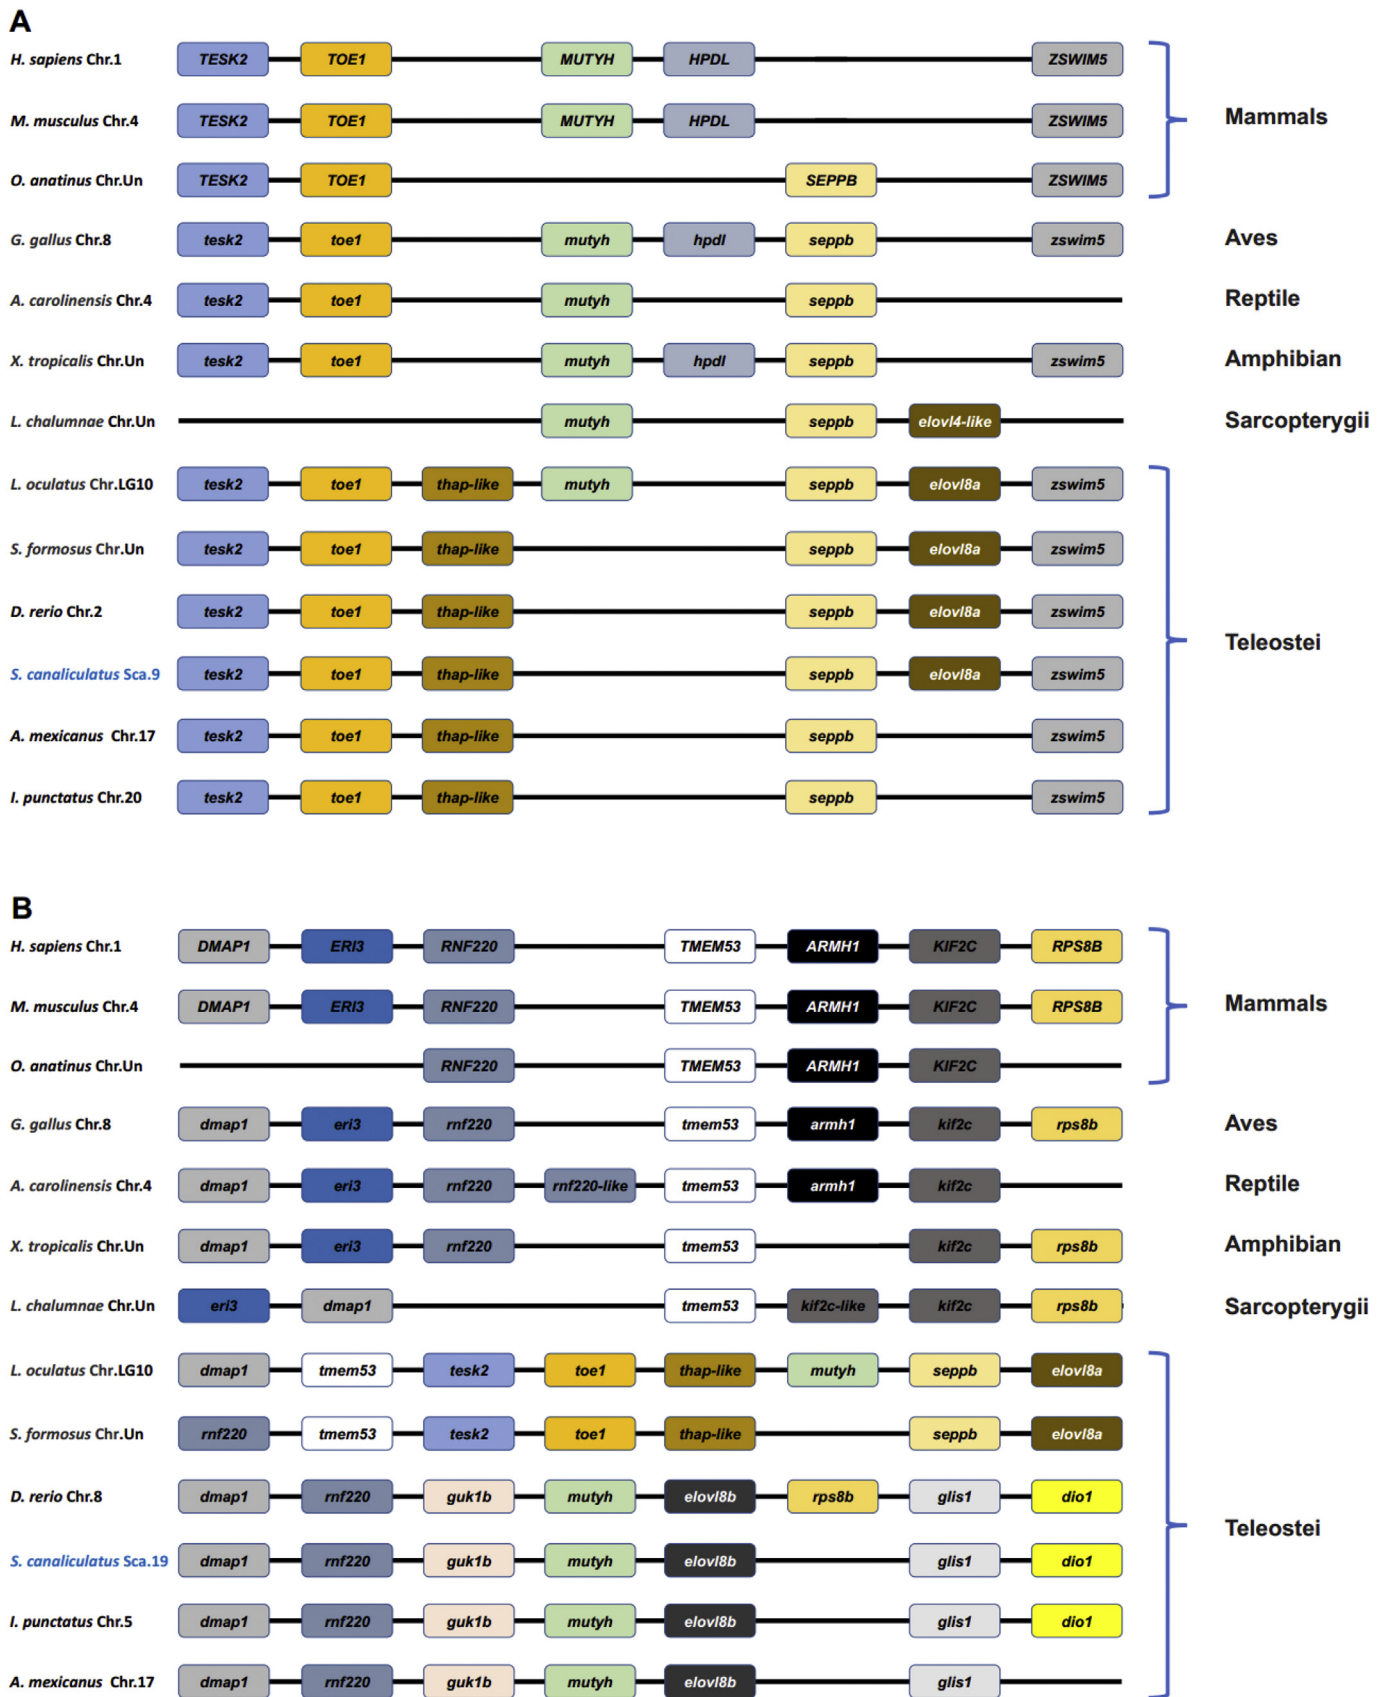 A
H. sapiens Chr.1 TESK2 TOE1 MUTYH HPDL ZSWIM5
M. musculus Chr.4 TESK2 TOE1 MUTYH HPDL ZSWIM5
Mammals
O. anatinus Chr.Un TESK2 TOE1 SEPPB ZSWIM5
G. gallus Chr.8 tesk2 toe1 mutyh hpdl seppb zswim5 Aves
A. carolinensis Chr.4 tesk2 toe1 mutyh seppb Reptile
X. tropicalis Chr.Un tesk2 toe1 mutyh hpdl seppb zswim5 Amphibian
L. chalumnae Chr.Un mutyh seppb elovl4-like Sarcopterygii
L. oculatus Chr.LG10 tesk2 toe1 thap-like mutyh seppb elovl8a zswim5
S. formosus Chr.Un tesk2 toe1 thap-like seppb elovl8a zswim5
D. rerio Chr.2 tesk2 toe1 thap-like seppb elovl8a zswim5
Teleostei
S. canaliculatus Sca.9 tesk2 toe1 thap-like seppb elovl8a zswim5
A. mexicanus Chr.17 tesk2 toe1 thap-like seppb zswim5
I. punctatus Chr.20 tesk2 toe1 thap-like seppb zswim5
B
H. sapiens Chr.1 DMAP1 ERI3 RNF220 TMEM53 ARMH1 KIF2C RPS8B
M. musculus Chr.4 DMAP1 ERI3 RNF220 TMEM53 ARMH1 KIF2C RPS8B
Mammals
O. anatinus Chr.Un RNF220 TMEM53 ARMH1 KIF2C
G. gallus Chr.8 dmap1 eri3 rnf220 tmem53 armh1 kif2c rps8b Aves
A. carolinensis Chr.4 dmap1 eri3 rnf220 rnf220-like tmem53 armh1 kif2c Reptile
X. tropicalis Chr.Un dmap1 eri3 rnf220 tmem53 kif2c rps8b Amphibian
L. chalumnae Chr.Un eri3 dmap1 tmem53 kif2c-like kif2c rps8b Sarcopterygii
L. oculatus Chr.LG10 dmap1 tmem53 tesk2 toe1 thap-like mutyh seppb elovl8a
S. formosus Chr.Un rnf220 tmem53 tesk2 toe1 thap-like seppb elovl8a
D. rerio Chr.8 dmap1 rnf220 guk1b mutyh elovl8b rps8b glis1 dio1
Teleostei
S. canaliculatus Sca.19 dmap1 rnf220 guk1b mutyh elovl8b glis1 dio1
I. punctatus Chr.5 dmap1 rnf220 guk1b mutyh elovl8b glis1 dio1
A. mexicanus Chr.17 dmap1 rnf220 guk1b mutyh elovl8b glis1